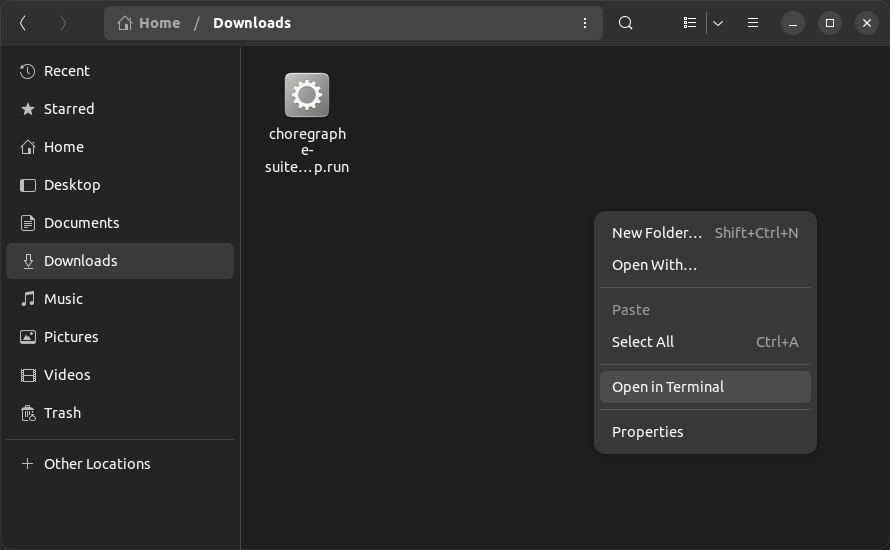 Home / Downloads
Recent
Starred
Home
Desktop
Documents
Downloads
Music
Pictures
Videos
Trash
Other Locations
choregraph
e-
suite…p.run
New Folder… Shift+Ctrl+N
Open With…
Paste
Select All Ctrl+A
Open in Terminal
Properties